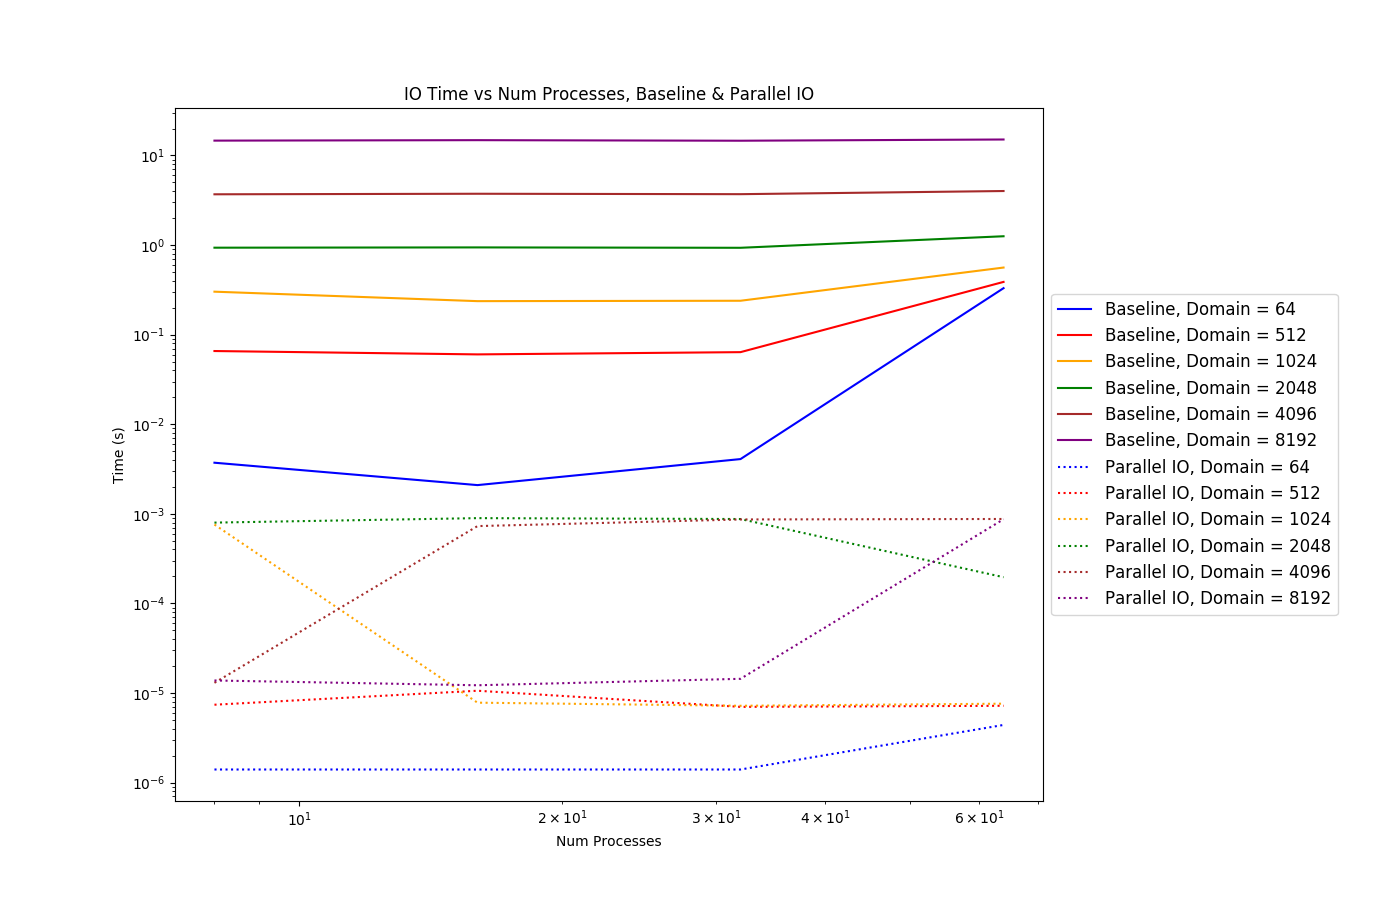 IO Time vs Num Processes, Baseline & Parallel IO
10¹
10⁰
10⁻¹
10⁻²
10⁻³
10⁻⁴
10⁻⁵
10⁻⁶
Time (s)
10¹
2 × 10¹
3 × 10¹
4 × 10¹
6 × 10¹
Num Processes
Baseline, Domain = 64
Baseline, Domain = 512
Baseline, Domain = 1024
Baseline, Domain = 2048
Baseline, Domain = 4096
Baseline, Domain = 8192
Parallel IO, Domain = 64
Parallel IO, Domain = 512
Parallel IO, Domain = 1024
Parallel IO, Domain = 2048
Parallel IO, Domain = 4096
Parallel IO, Domain = 8192